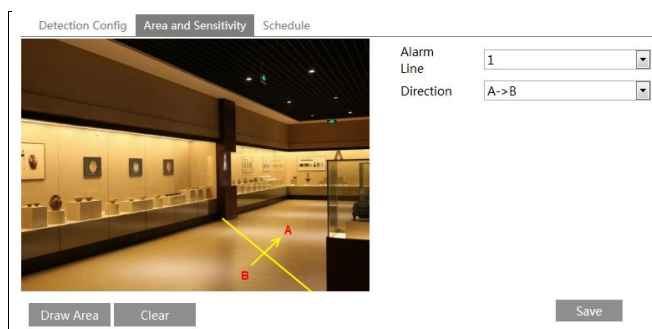 Detection Config Area and Sensitivity Schedule
Alarm
Line
1
Direction
A->B
A
B
Draw Area Clear Save